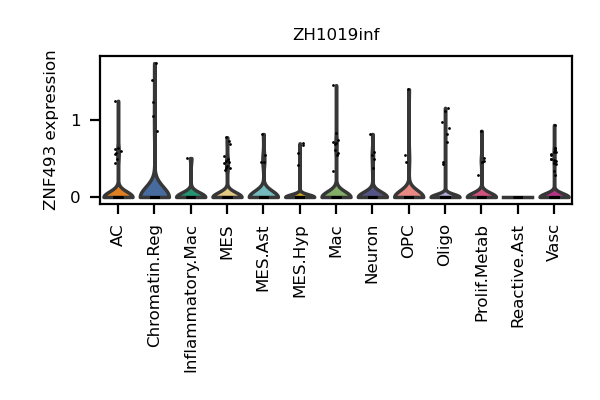 ZH1019inf
ZNF493 expression
1
0
AC
Chromatin.Reg
Inflammatory.Mac
MES
MES.Ast
MES.Hyp
Mac
Neuron
OPC
Oligo
Prolif.Metab
Reactive.Ast
Vasc